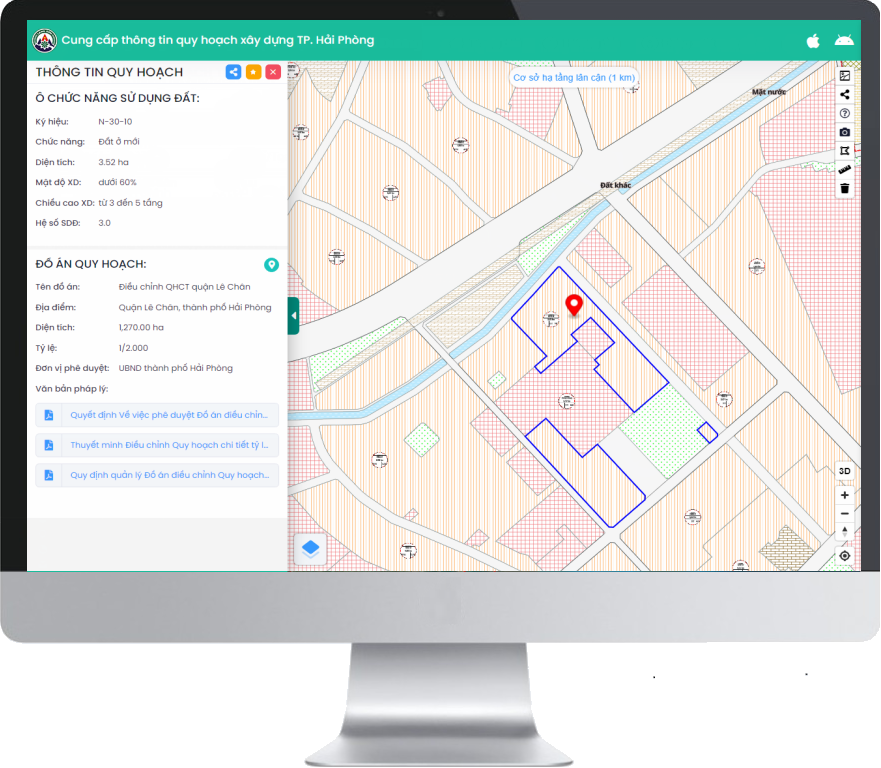 Cung cấp thông tin quy hoạch xây dựng TP. Hải Phòng
THÔNG TIN QUY HOẠCH
Ô CHỨC NĂNG SỬ DỤNG ĐẤT:
Ký hiệu: N-30-10
Chức năng: Đất ở mới
Diện tích: 3.52 ha
Mật độ XD: dưới 60%
Chiều cao XD: từ 3 đến 5 tầng
Hệ số SDĐ: 3.0
ĐỒ ÁN QUY HOẠCH:
Tên đồ án: Điều chỉnh QHCT quận Lê Chân
Địa điểm: Quận Lê Chân, thành phố Hải Phòng
Diện tích: 1,270.00 ha
Tỷ lệ: 1/2.000
Đơn vị phê duyệt: UBND thành phố Hải Phòng
Văn bản pháp lý:
Quyết định Về việc phê duyệt Đồ án điều chỉn...
Thuyết minh Điều chỉnh Quy hoạch chi tiết tỷ l...
Quy định quản lý Đồ án điều chỉnh Quy hoạch...
Cơ sở hạ tầng lân cận (1 km)
Mặt nước
Đất khác
3D